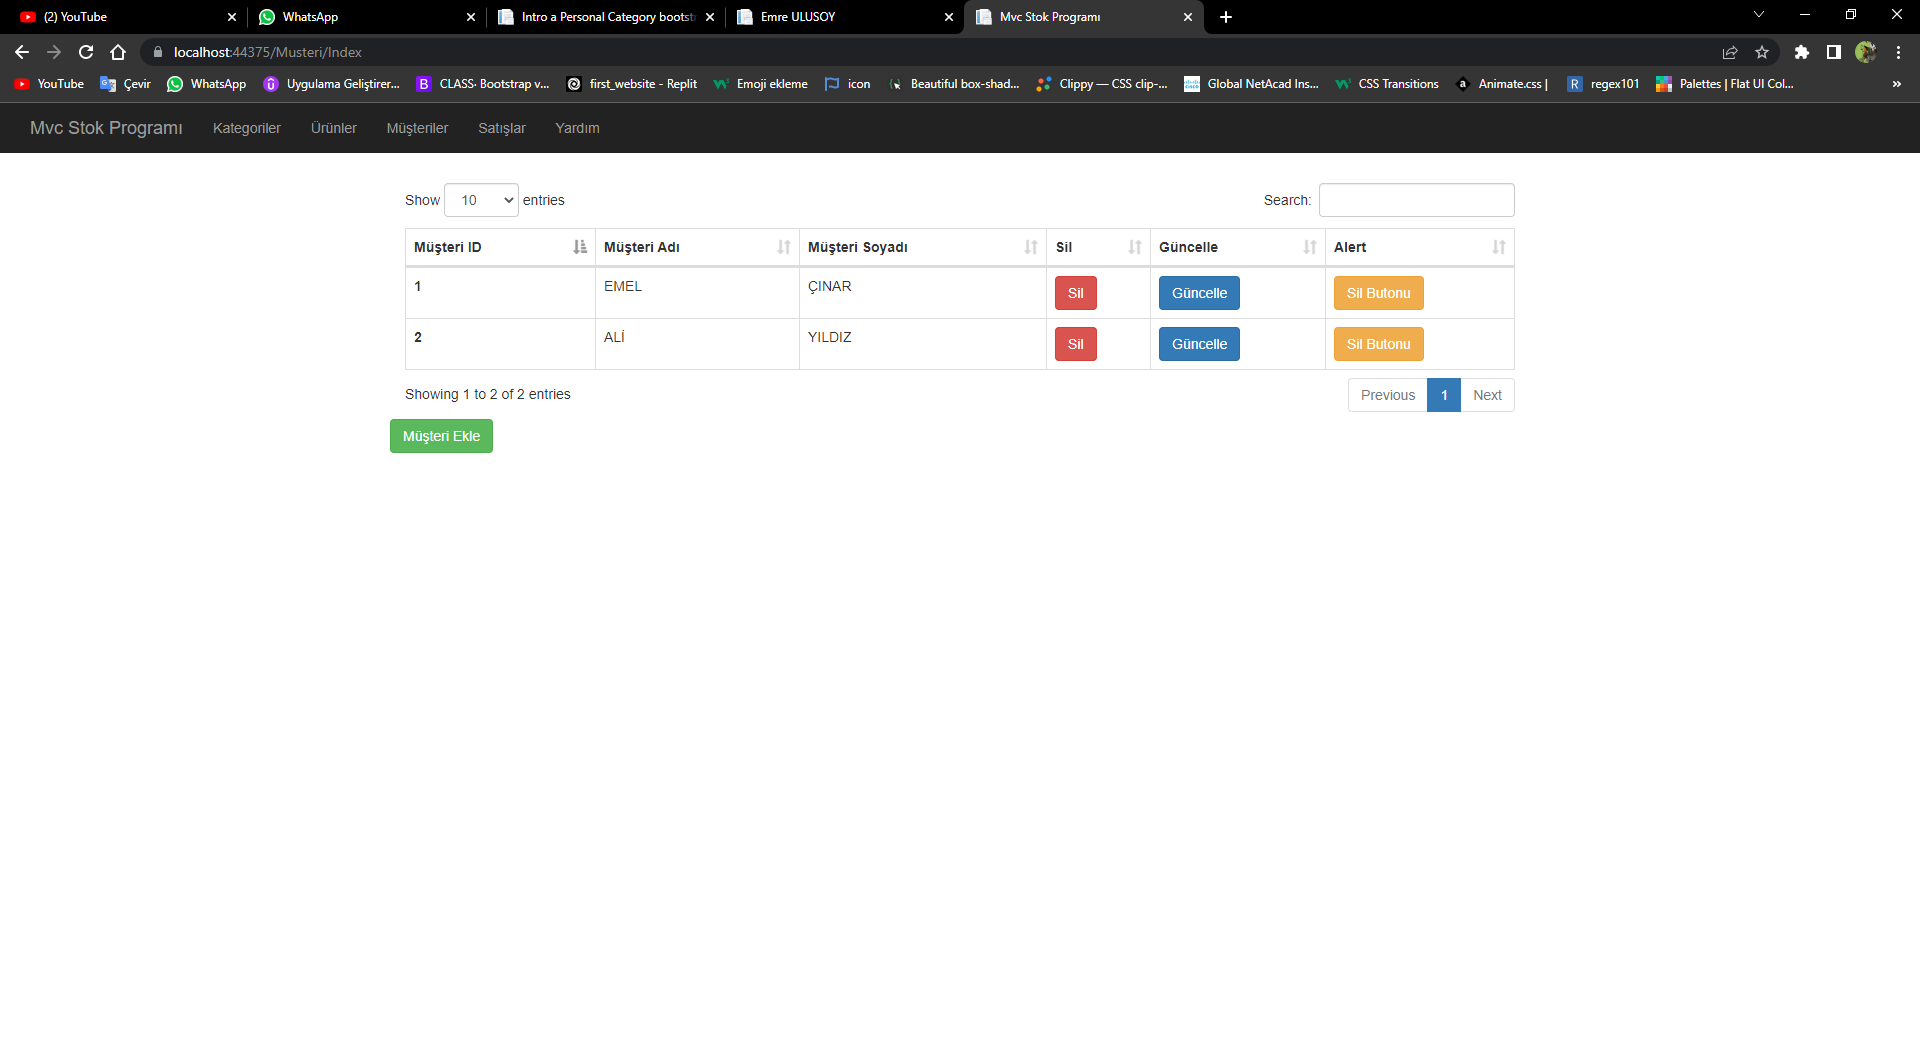 (2) YouTube
WhatsApp
Intro a Personal Category bootst
Emre ULUSOY
Mvc Stok Programı
localhost:44375/Musteri/Index
YouTube Çevir WhatsApp Uygulama Geliştirer... CLASS· Bootstrap v... first_website - Replit Emoji ekleme icon Beautiful box-shad... Clippy — CSS clip-... Global NetAcad Ins... CSS Transitions Animate.css | regex101 Palettes | Flat UI Col... »
Mvc Stok Programı Kategoriler Ürünler Müşteriler Satışlar Yardım
Show 10 entries Search:
Müşteri ID Müşteri Adı Müşteri Soyadı Sil Güncelle Alert
1 EMEL ÇINAR Sil Güncelle Sil Butonu
2 ALİ YILDIZ Sil Güncelle Sil Butonu
Showing 1 to 2 of 2 entries Previous 1 Next
Müşteri Ekle